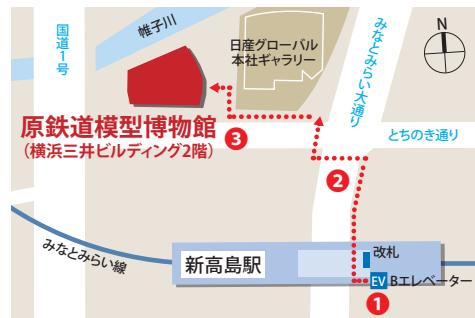 国道1号
帷子川
日産グローバル
本社ギャラリー
みなとみらい大通り
N
原鉄道模型博物館
（横浜三井ビルディング2階）
3
とちのき通り
2
みなとみらい線
新高島駅
改札
EV Bエレベーター
1